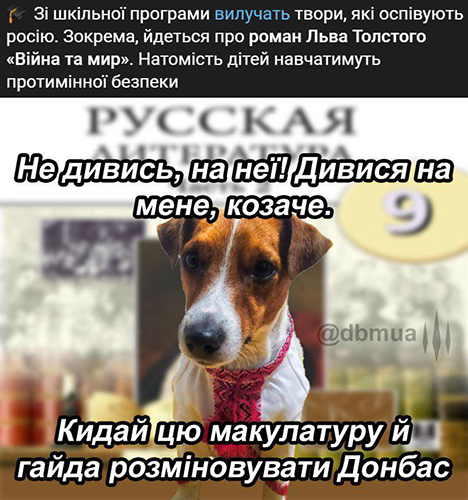 🎓 Зі шкільної програми вилучать твори, які оспівують
росію. Зокрема, йдеться про роман Льва Толстого
«Війна та мир». Натомість дітей навчатимуть
протимінної безпеки
РУССКАЯ
ЛИТЕРАТУРА
Не дивись, на неї! Дивися на
мене, козаче.
9
@dbmua
Кидай цю макулатуру й
гайда розміновувати Донбас